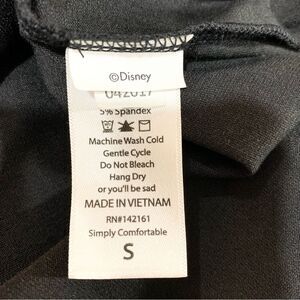 ©Disney
042017
5% Spandex
Machine Wash Cold
Gentle Cycle
Do Not Bleach
Hang Dry
or you'll be sad
MADE IN VIETNAM
RN#142161
Simply Comfortable
S